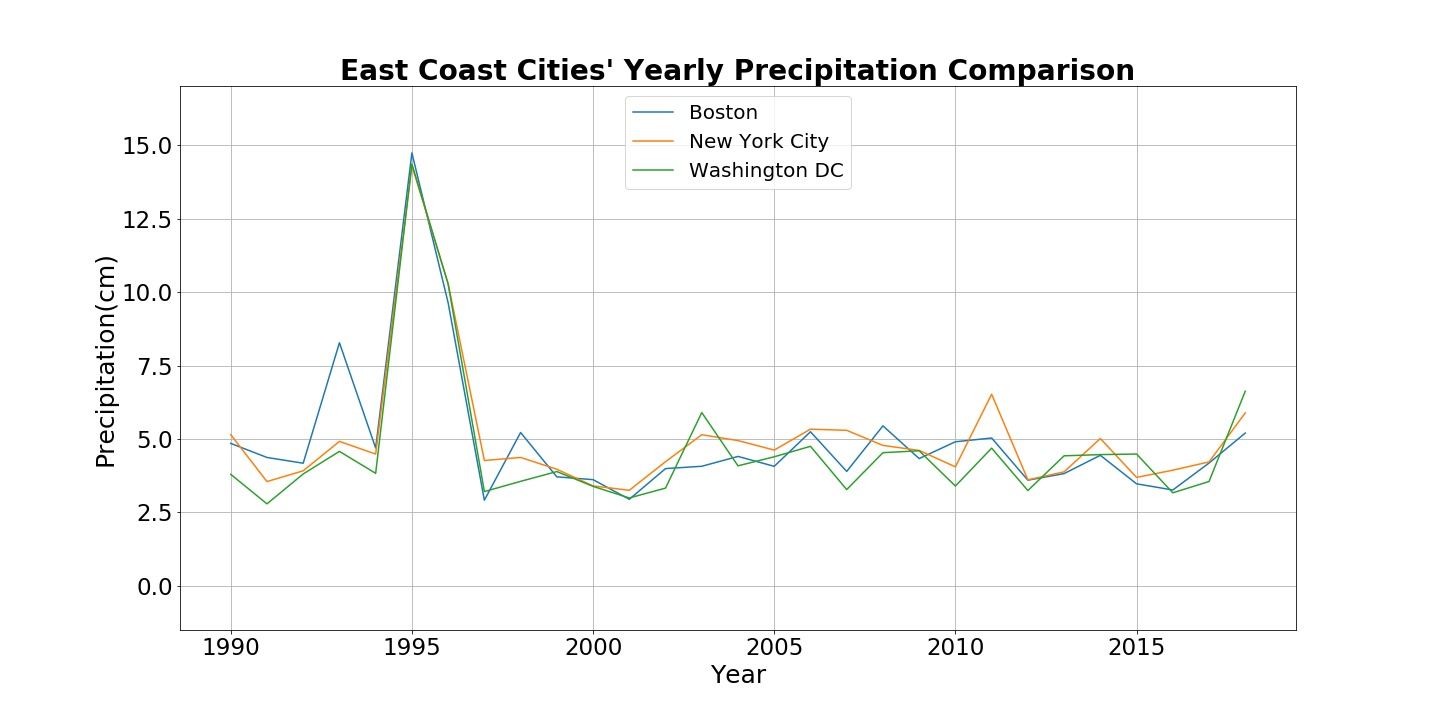 East Coast Cities' Yearly Precipitation Comparison
Boston
New York City
Washington DC
15.0
12.5
10.0
7.5
5.0
2.5
0.0
Precipitation(cm)
1990 1995 2000 2005 2010 2015
Year